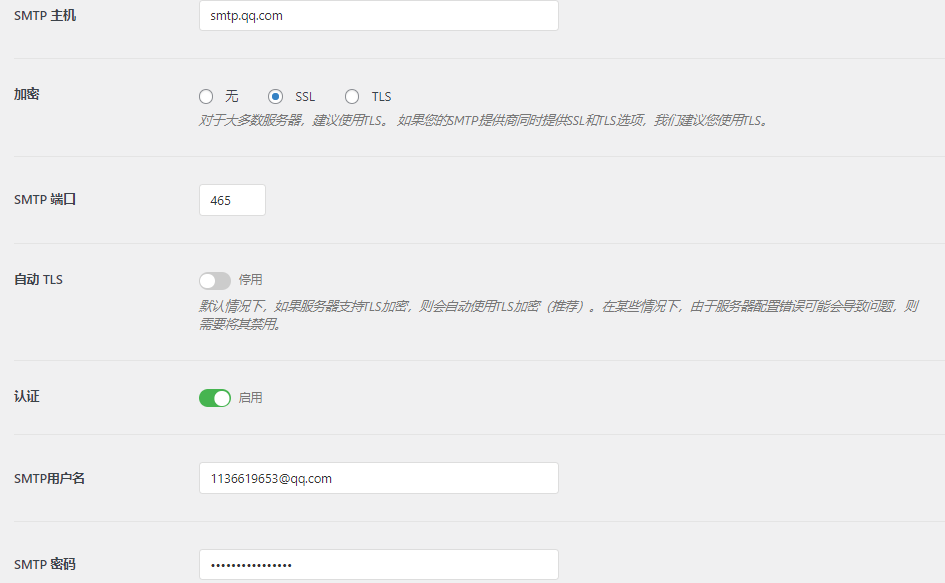 SMTP 主机
smtp.qq.com
加密
无 SSL TLS
对于大多数服务器，建议使用TLS。 如果您的SMTP提供商同时提供SSL和TLS选项，我们建议您使用TLS。
SMTP 端口
465
自动 TLS
停用
默认情况下，如果服务器支持TLS加密，则会自动使用TLS加密（推荐）。在某些情况下，由于服务器配置错误可能会导致问题，则
需要将其禁用。
认证
启用
SMTP用户名
1136619653@qq.com
SMTP 密码
••••••••••••••••